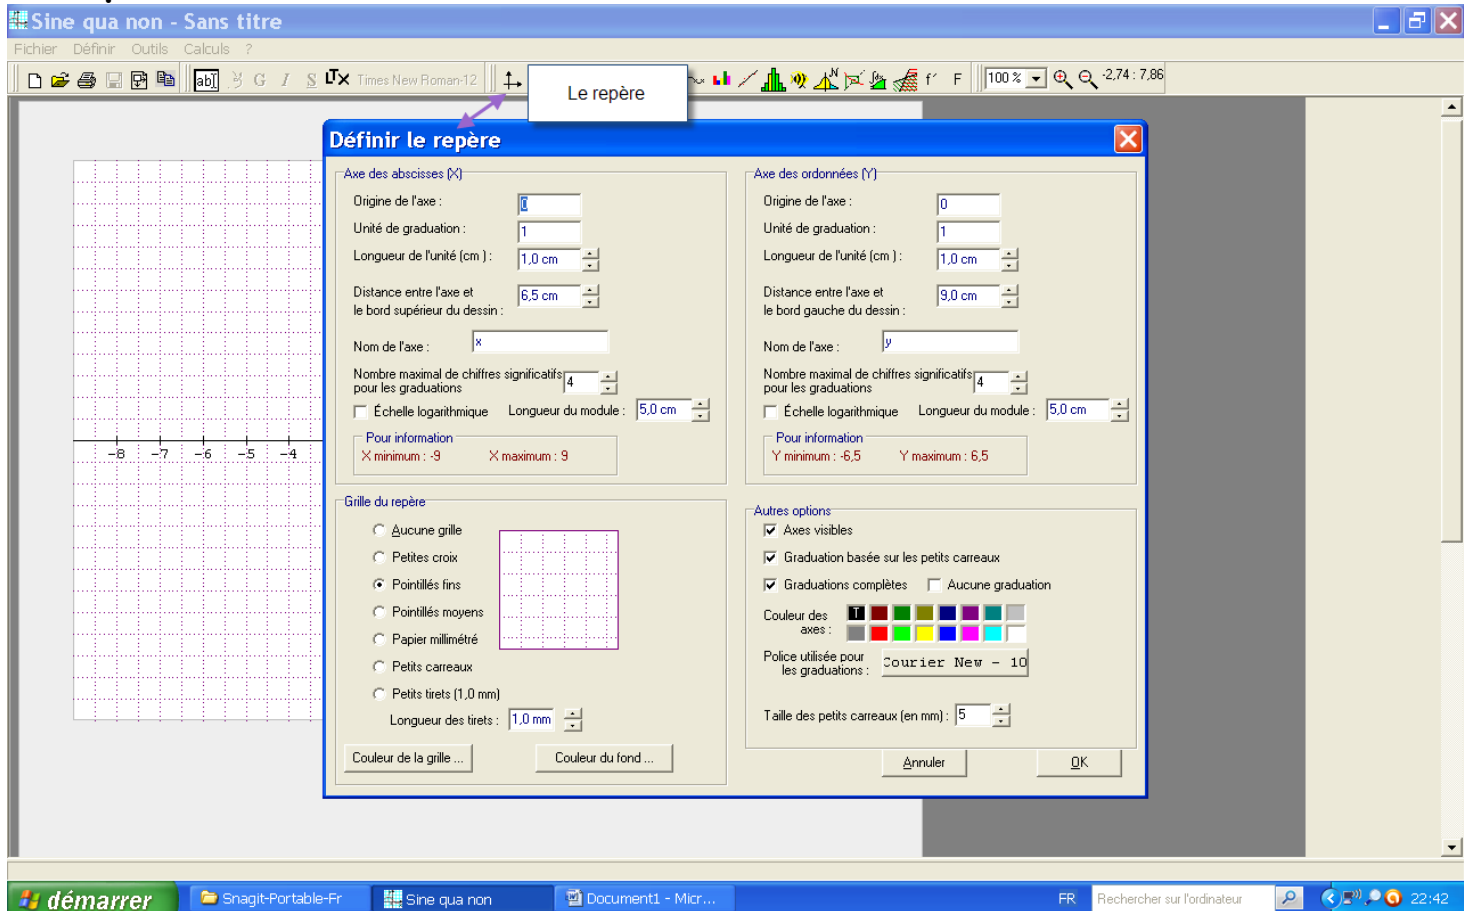 Sine qua non - Sans titre
Fichier Définir Outils Calculs ?
abI G I S LTX Times New Roman-12 N f´ F 100 % -2,74 : 7,86
Le repère
Définir le repère
Axe des abscisses (X)
Origine de l'axe : 0
Unité de graduation : 1
Longueur de l'unité (cm ) : 1,0 cm
Distance entre l'axe et
le bord supérieur du dessin : 6,5 cm
Nom de l'axe : x
Nombre maximal de chiffres significatifs
pour les graduations 4
Échelle logarithmique Longueur du module : 5,0 cm
Pour information
X minimum : -9 X maximum : 9
Axe des ordonnées (Y)
Origine de l'axe : 0
Unité de graduation : 1
Longueur de l'unité (cm ) : 1,0 cm
Distance entre l'axe et
le bord gauche du dessin : 9,0 cm
Nom de l'axe : y
Nombre maximal de chiffres significatifs
pour les graduations 4
Échelle logarithmique Longueur du module : 5,0 cm
Pour information
Y minimum : -6,5 Y maximum : 6,5
-8 -7 -6 -5 -4
Grille du repère
Aucune grille
Petites croix
Pointillés fins
Pointillés moyens
Papier millimétré
Petits carreaux
Petits tirets (1,0 mm)
Longueur des tirets : 1,0 mm
Couleur de la grille ... Couleur du fond ...
Autres options
Axes visibles
Graduation basée sur les petits carreaux
Graduations complètes Aucune graduation
Couleur des
axes :
T
Police utilisée pour
les graduations : Courier New - 10
Taille des petits carreaux (en mm) : 5
Annuler OK
démarrer Snagit-Portable-Fr Sine qua non Document1 - Micr... FR Rechercher sur l'ordinateur 22:42